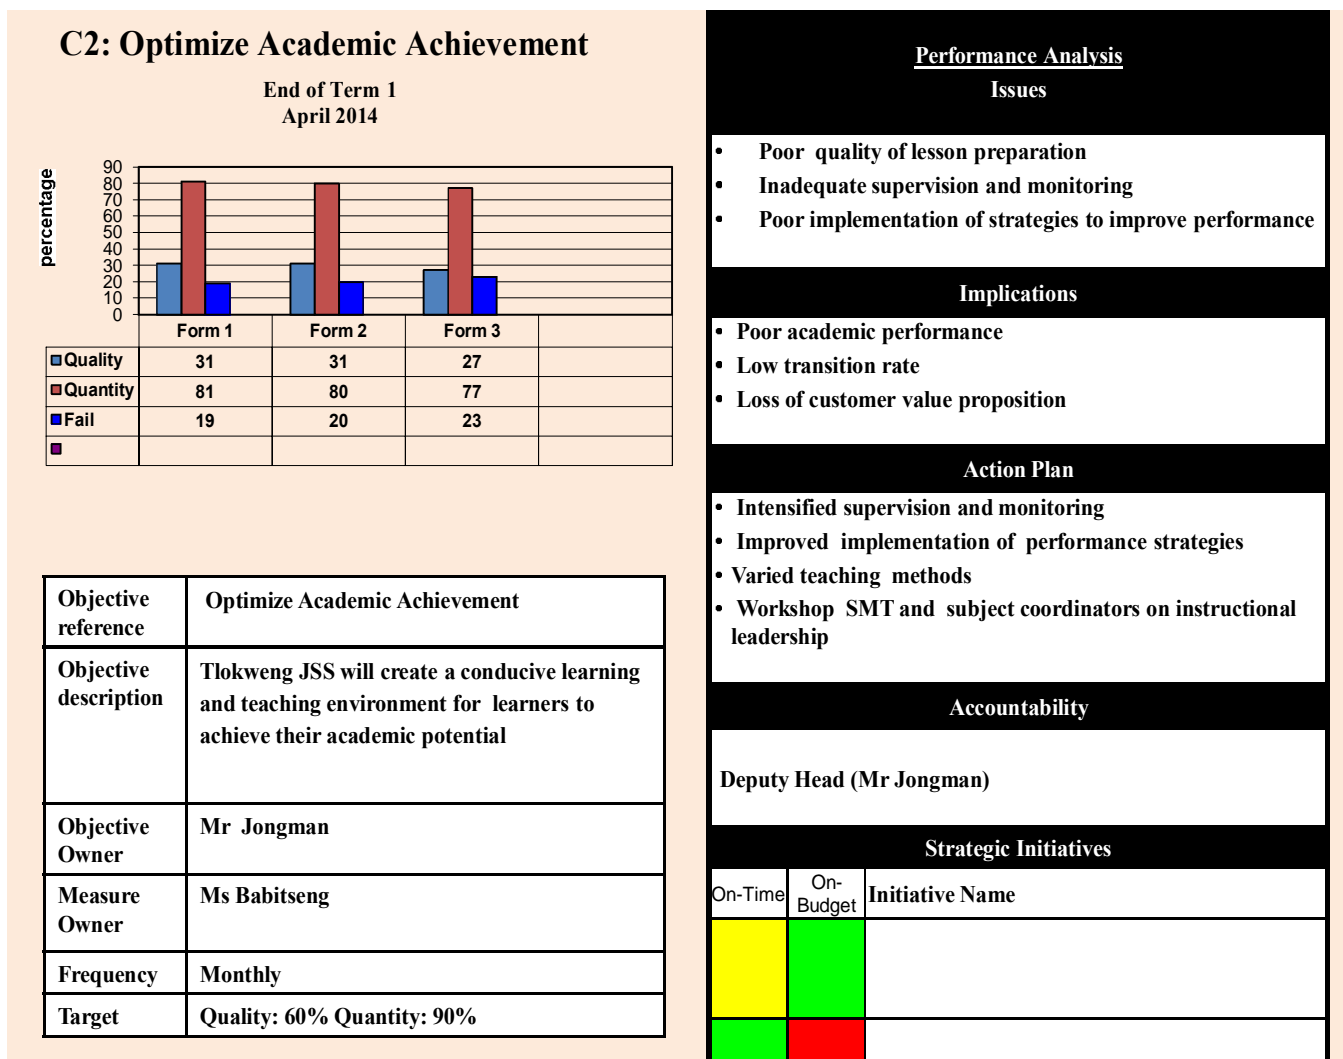 C2: Optimize Academic Achievement
End of Term 1
April 2014
percentage
90
80
70
60
50
40
30
20
10
0
Form 1 Form 2 Form 3
Quality 31 31 27
Quantity 81 80 77
Fail 19 20 23
Objective reference Optimize Academic Achievement
Objective description Tlokweng JSS will create a conducive learning
and teaching environment for learners to
achieve their academic potential
Objective Owner Mr Jongman
Measure Owner Ms Babitseng
Frequency Monthly
Target Quality: 60% Quantity: 90%
Performance Analysis
Issues
• Poor quality of lesson preparation
• Inadequate supervision and monitoring
• Poor implementation of strategies to improve performance
Implications
• Poor academic performance
• Low transition rate
• Loss of customer value proposition
Action Plan
• Intensified supervision and monitoring
• Improved implementation of performance strategies
• Varied teaching methods
• Workshop SMT and subject coordinators on instructional
leadership
Accountability
Deputy Head (Mr Jongman)
Strategic Initiatives
On-Time On-Budget Initiative Name